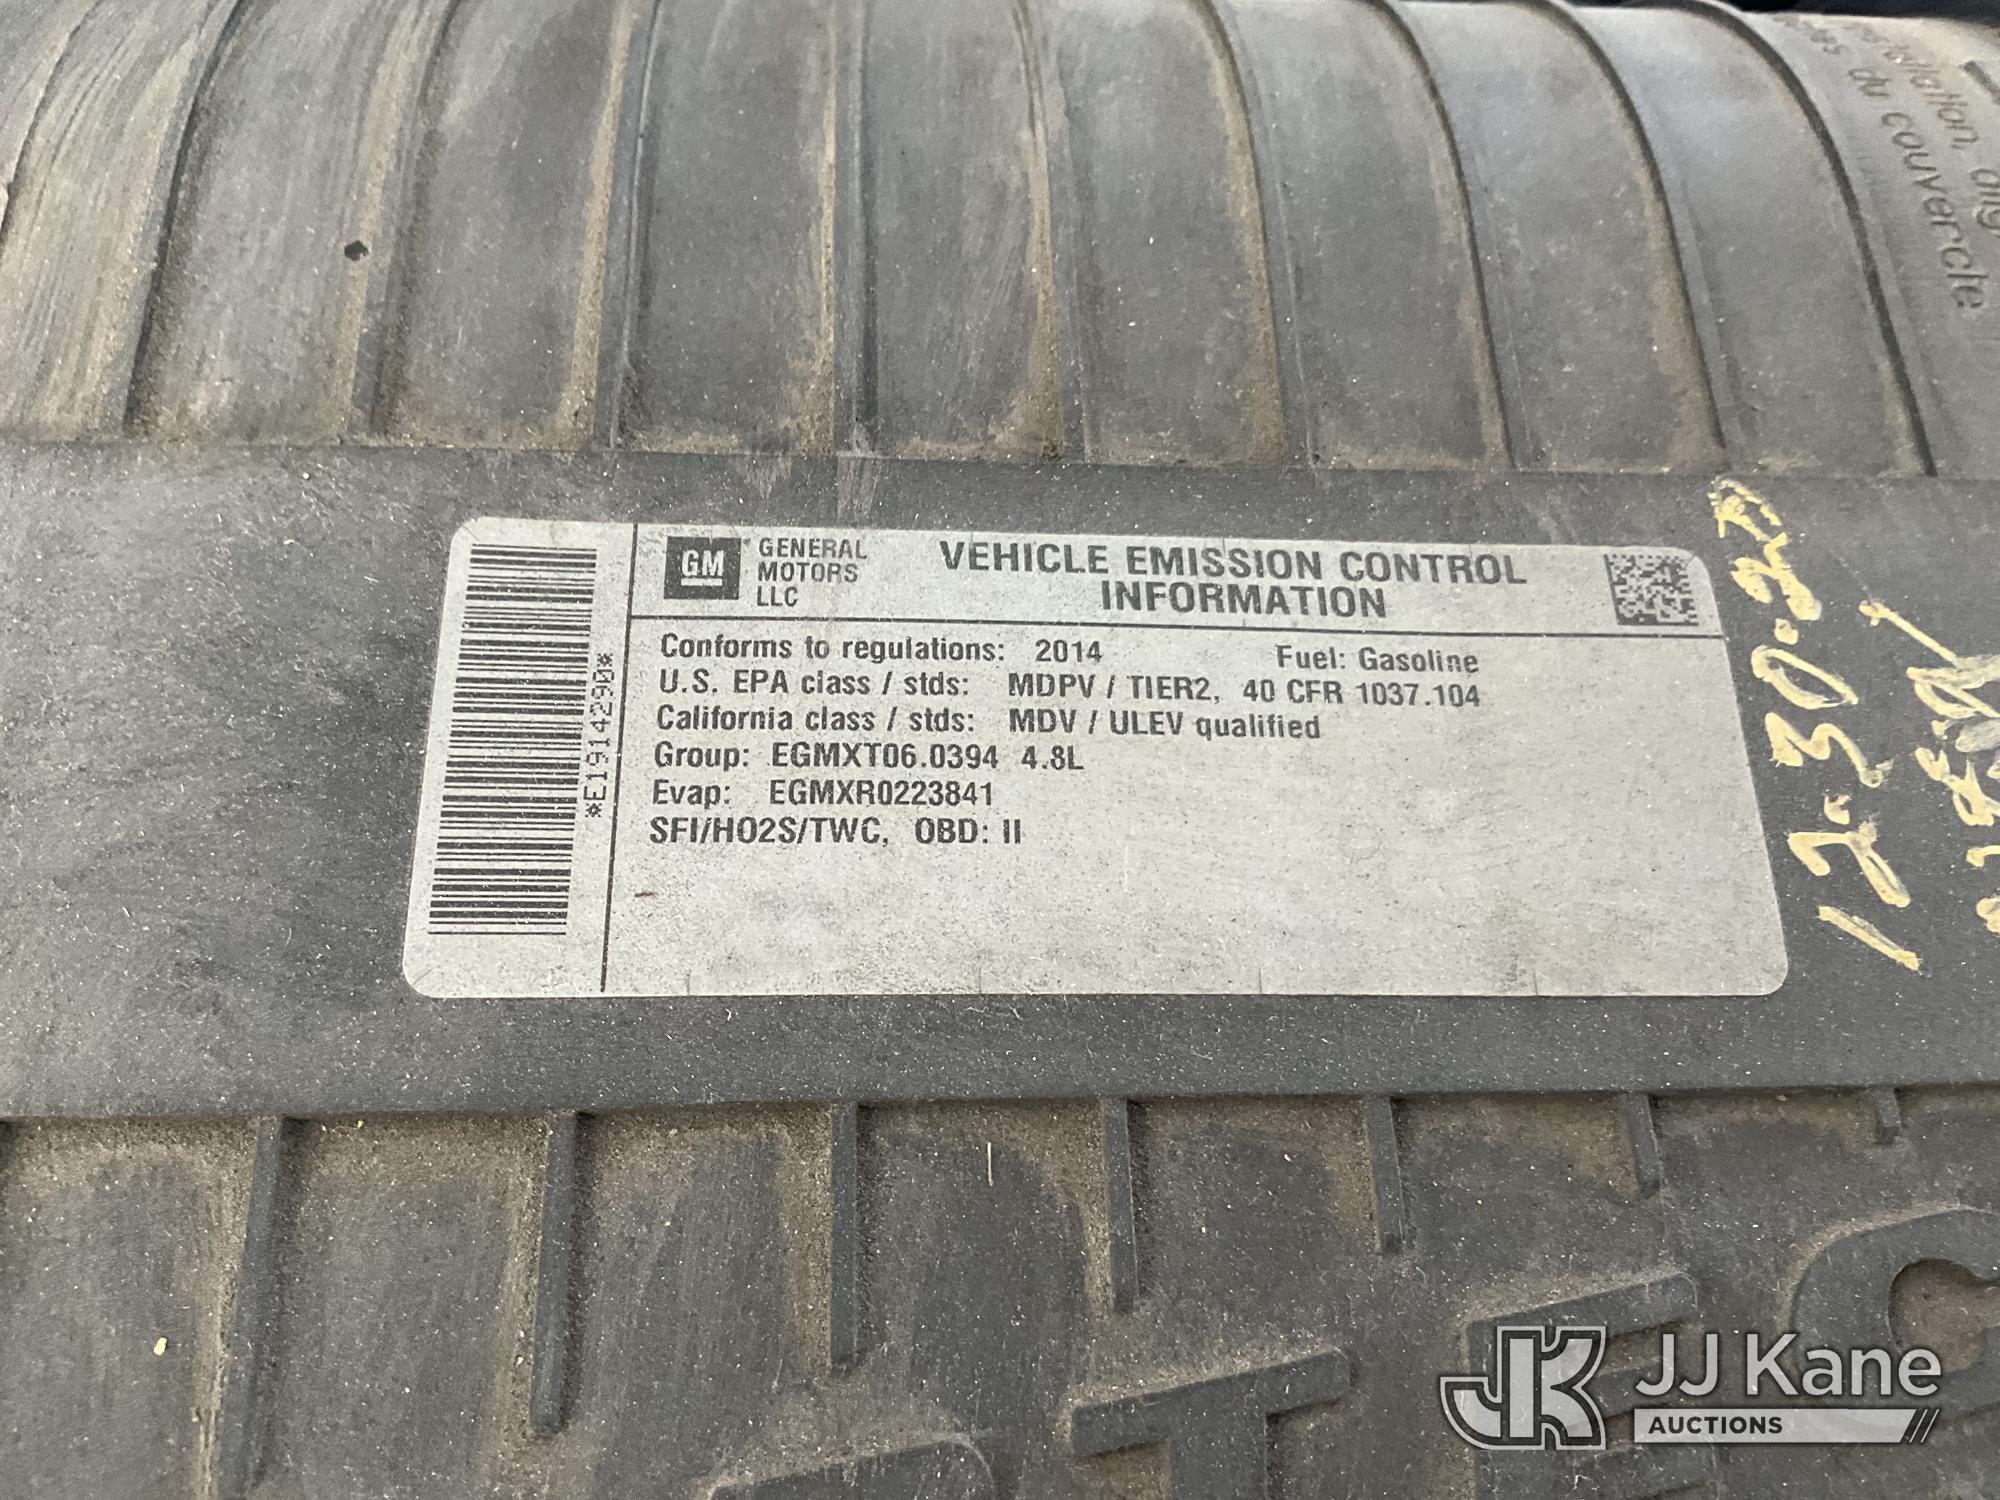 du couvercle
GM
GENERAL
MOTORS
LLC
VEHICLE EMISSION CONTROL
INFORMATION
Conforms to regulations: 2014 Fuel: Gasoline
U.S. EPA class / stds: MDPV / TIER2, 40 CFR 1037.104
California class / stds: MDV / ULEV qualified
Group: EGMXT06.0394 4.8L
Evap: EGMXR0223841
SFI/HO2S/TWC, OBD: II
*E19142290*
JJ Kane
AUCTIONS